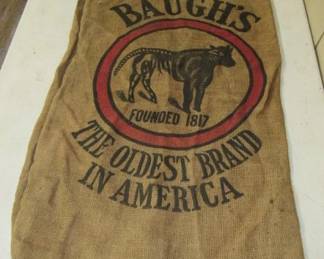 BAUGH'S
FOUNDED 1817
THE OLDEST BRAND
IN AMERICA